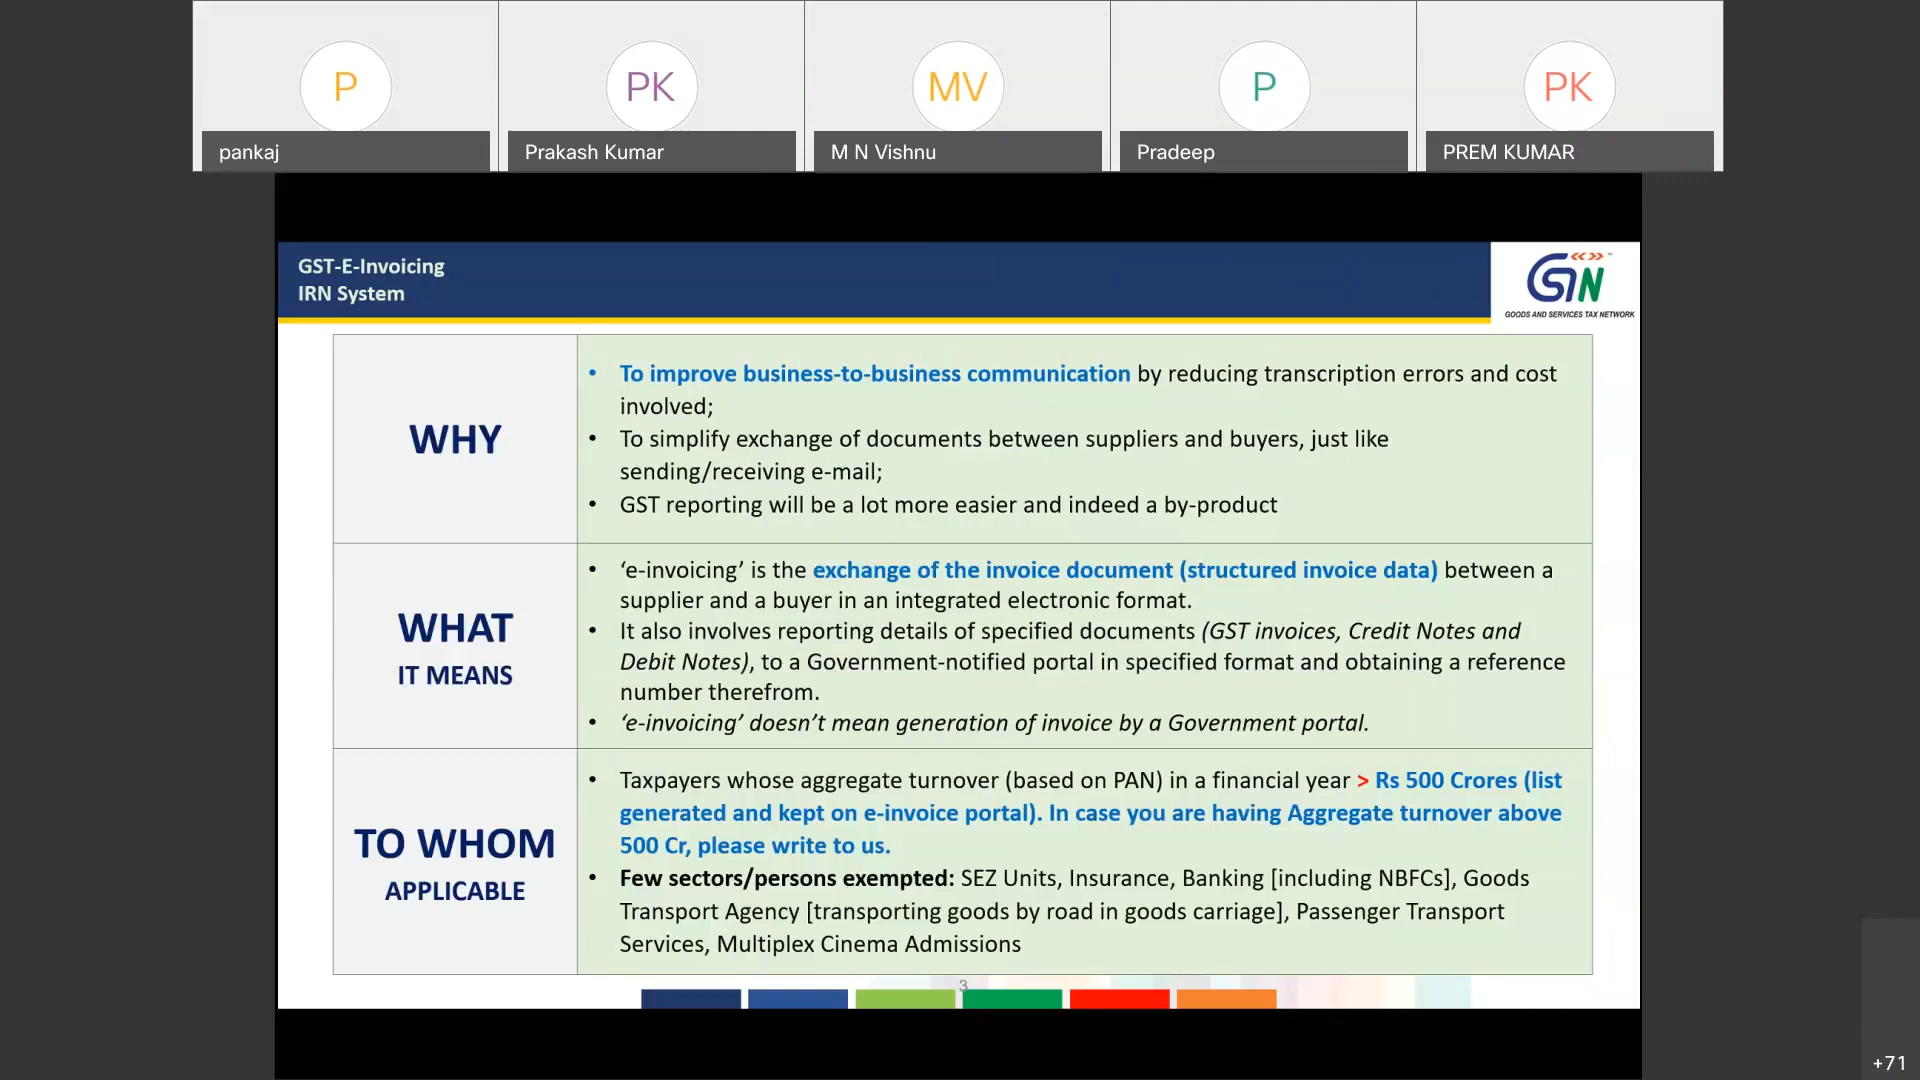 P
PK
MV
P
PK
pankaj
Prakash Kumar
M N Vishnu
Pradeep
PREM KUMAR
GST-E-Invoicing
IRN System
GSTN
GOODS AND SERVICES TAX NETWORK
WHY
• To improve business-to-business communication by reducing transcription errors and cost
involved;
• To simplify exchange of documents between suppliers and buyers, just like
sending/receiving e-mail;
• GST reporting will be a lot more easier and indeed a by-product
WHAT
IT MEANS
• ‘e-invoicing’ is the exchange of the invoice document (structured invoice data) between a
supplier and a buyer in an integrated electronic format.
• It also involves reporting details of specified documents (GST invoices, Credit Notes and
Debit Notes), to a Government-notified portal in specified format and obtaining a reference
number therefrom.
• ‘e-invoicing’ doesn’t mean generation of invoice by a Government portal.
TO WHOM
APPLICABLE
• Taxpayers whose aggregate turnover (based on PAN) in a financial year > Rs 500 Crores (list
generated and kept on e-invoice portal). In case you are having Aggregate turnover above
500 Cr, please write to us.
• Few sectors/persons exempted: SEZ Units, Insurance, Banking [including NBFCs], Goods
Transport Agency [transporting goods by road in goods carriage], Passenger Transport
Services, Multiplex Cinema Admissions
3
+71